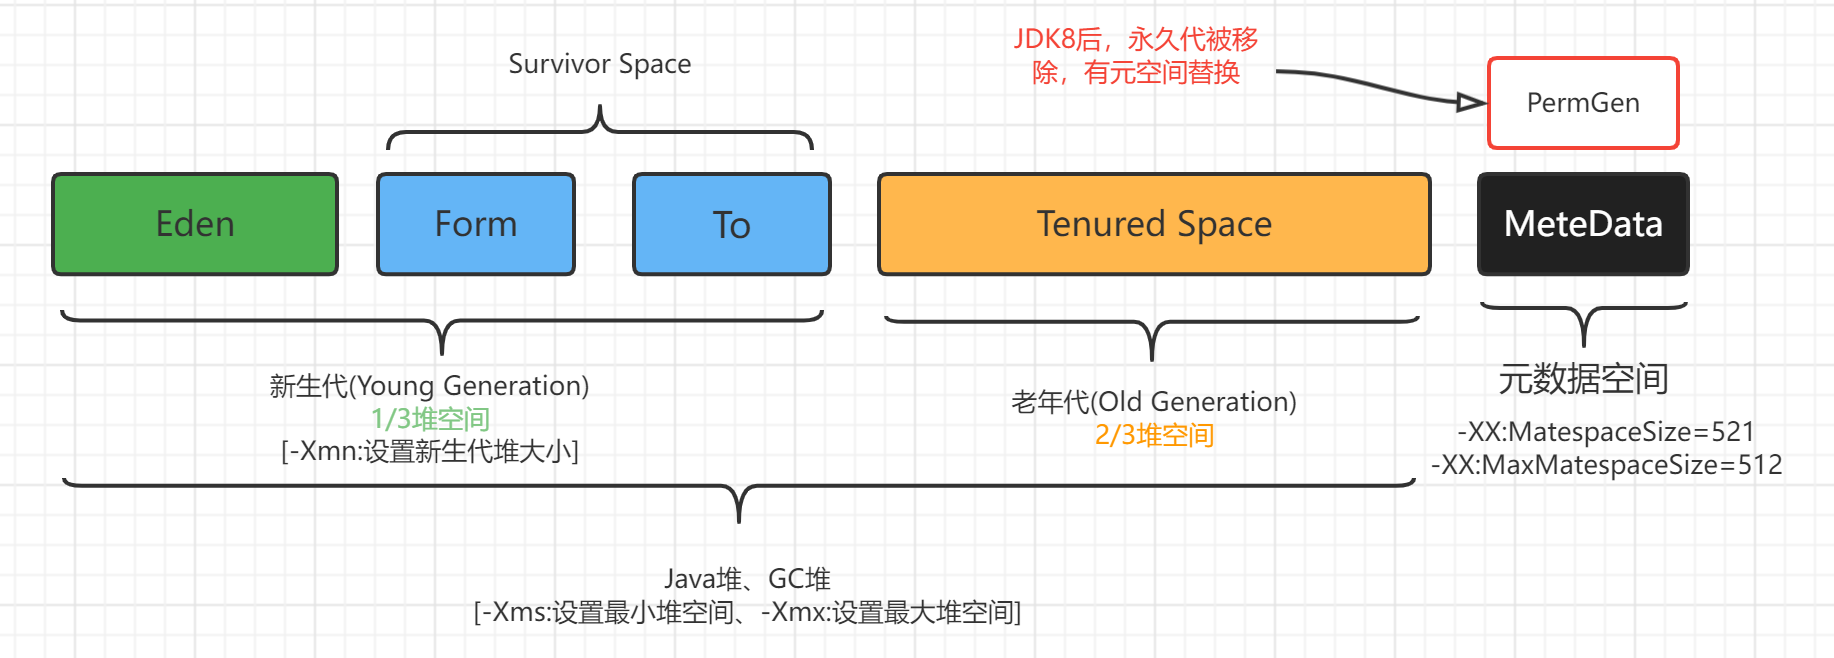 Survivor Space
JDK8后，永久代被移
除，有元空间替换
PermGen
Eden
Form
To
Tenured Space
MeteData
新生代(Young Generation)
1/3堆空间
[-Xmn:设置新生代堆大小]
老年代(Old Generation)
2/3堆空间
元数据空间
-XX:MatespaceSize=521
-XX:MaxMatespaceSize=512
Java堆、GC堆
[-Xms:设置最小堆空间、-Xmx:设置最大堆空间]